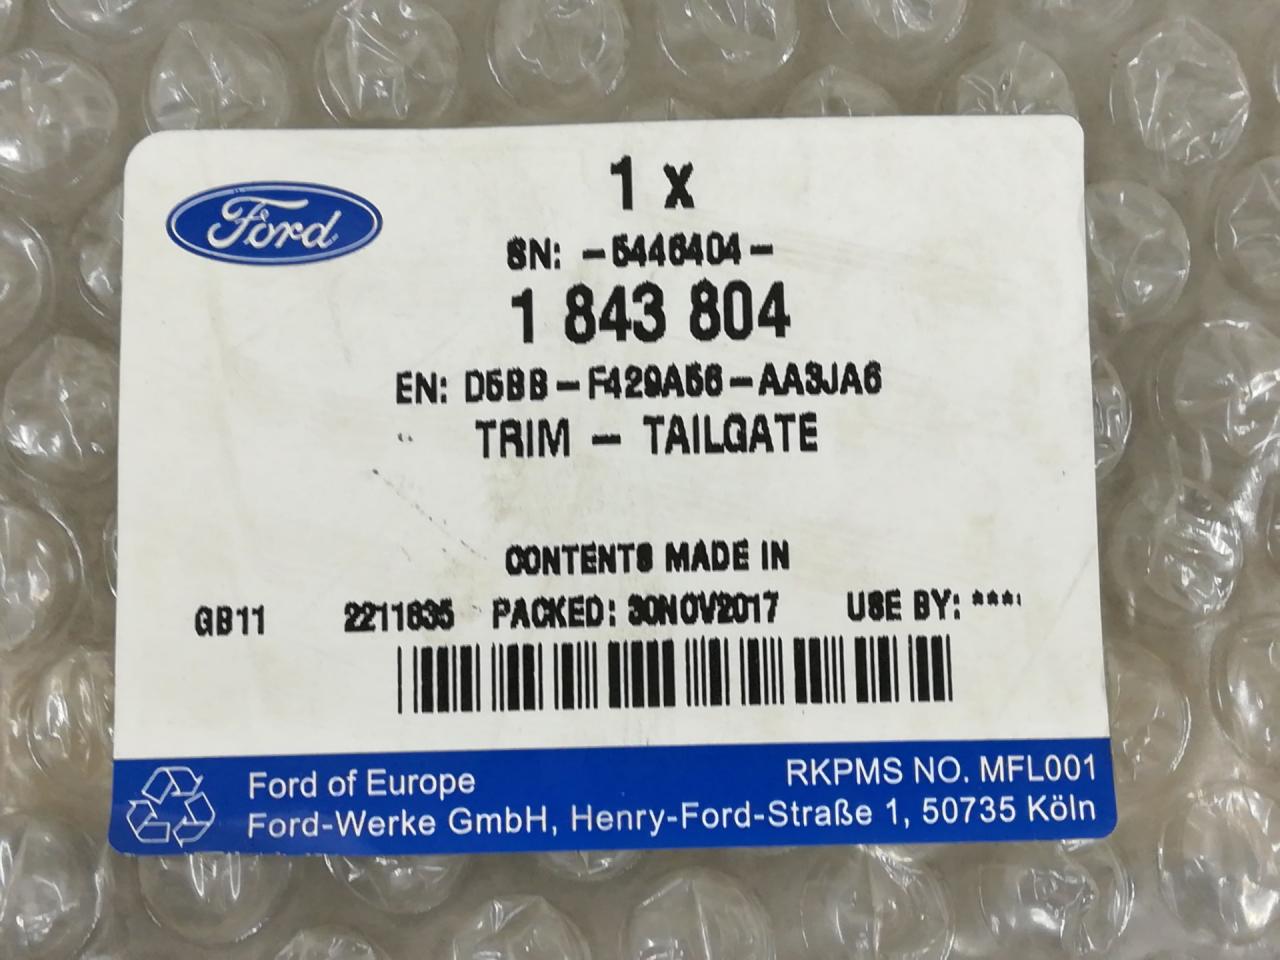 Ford
1 X
SN: -5446404-
1 843 804
EN: D5BB-F429A56-AA3JA6
TRIM - TAILGATE
CONTENTS MADE IN
GB11 2211835 PACKED: 30NOV2017 USE BY: ***
Ford of Europe RKPMS NO. MFL001
Ford-Werke GmbH, Henry-Ford-Straße 1, 50735 Köln